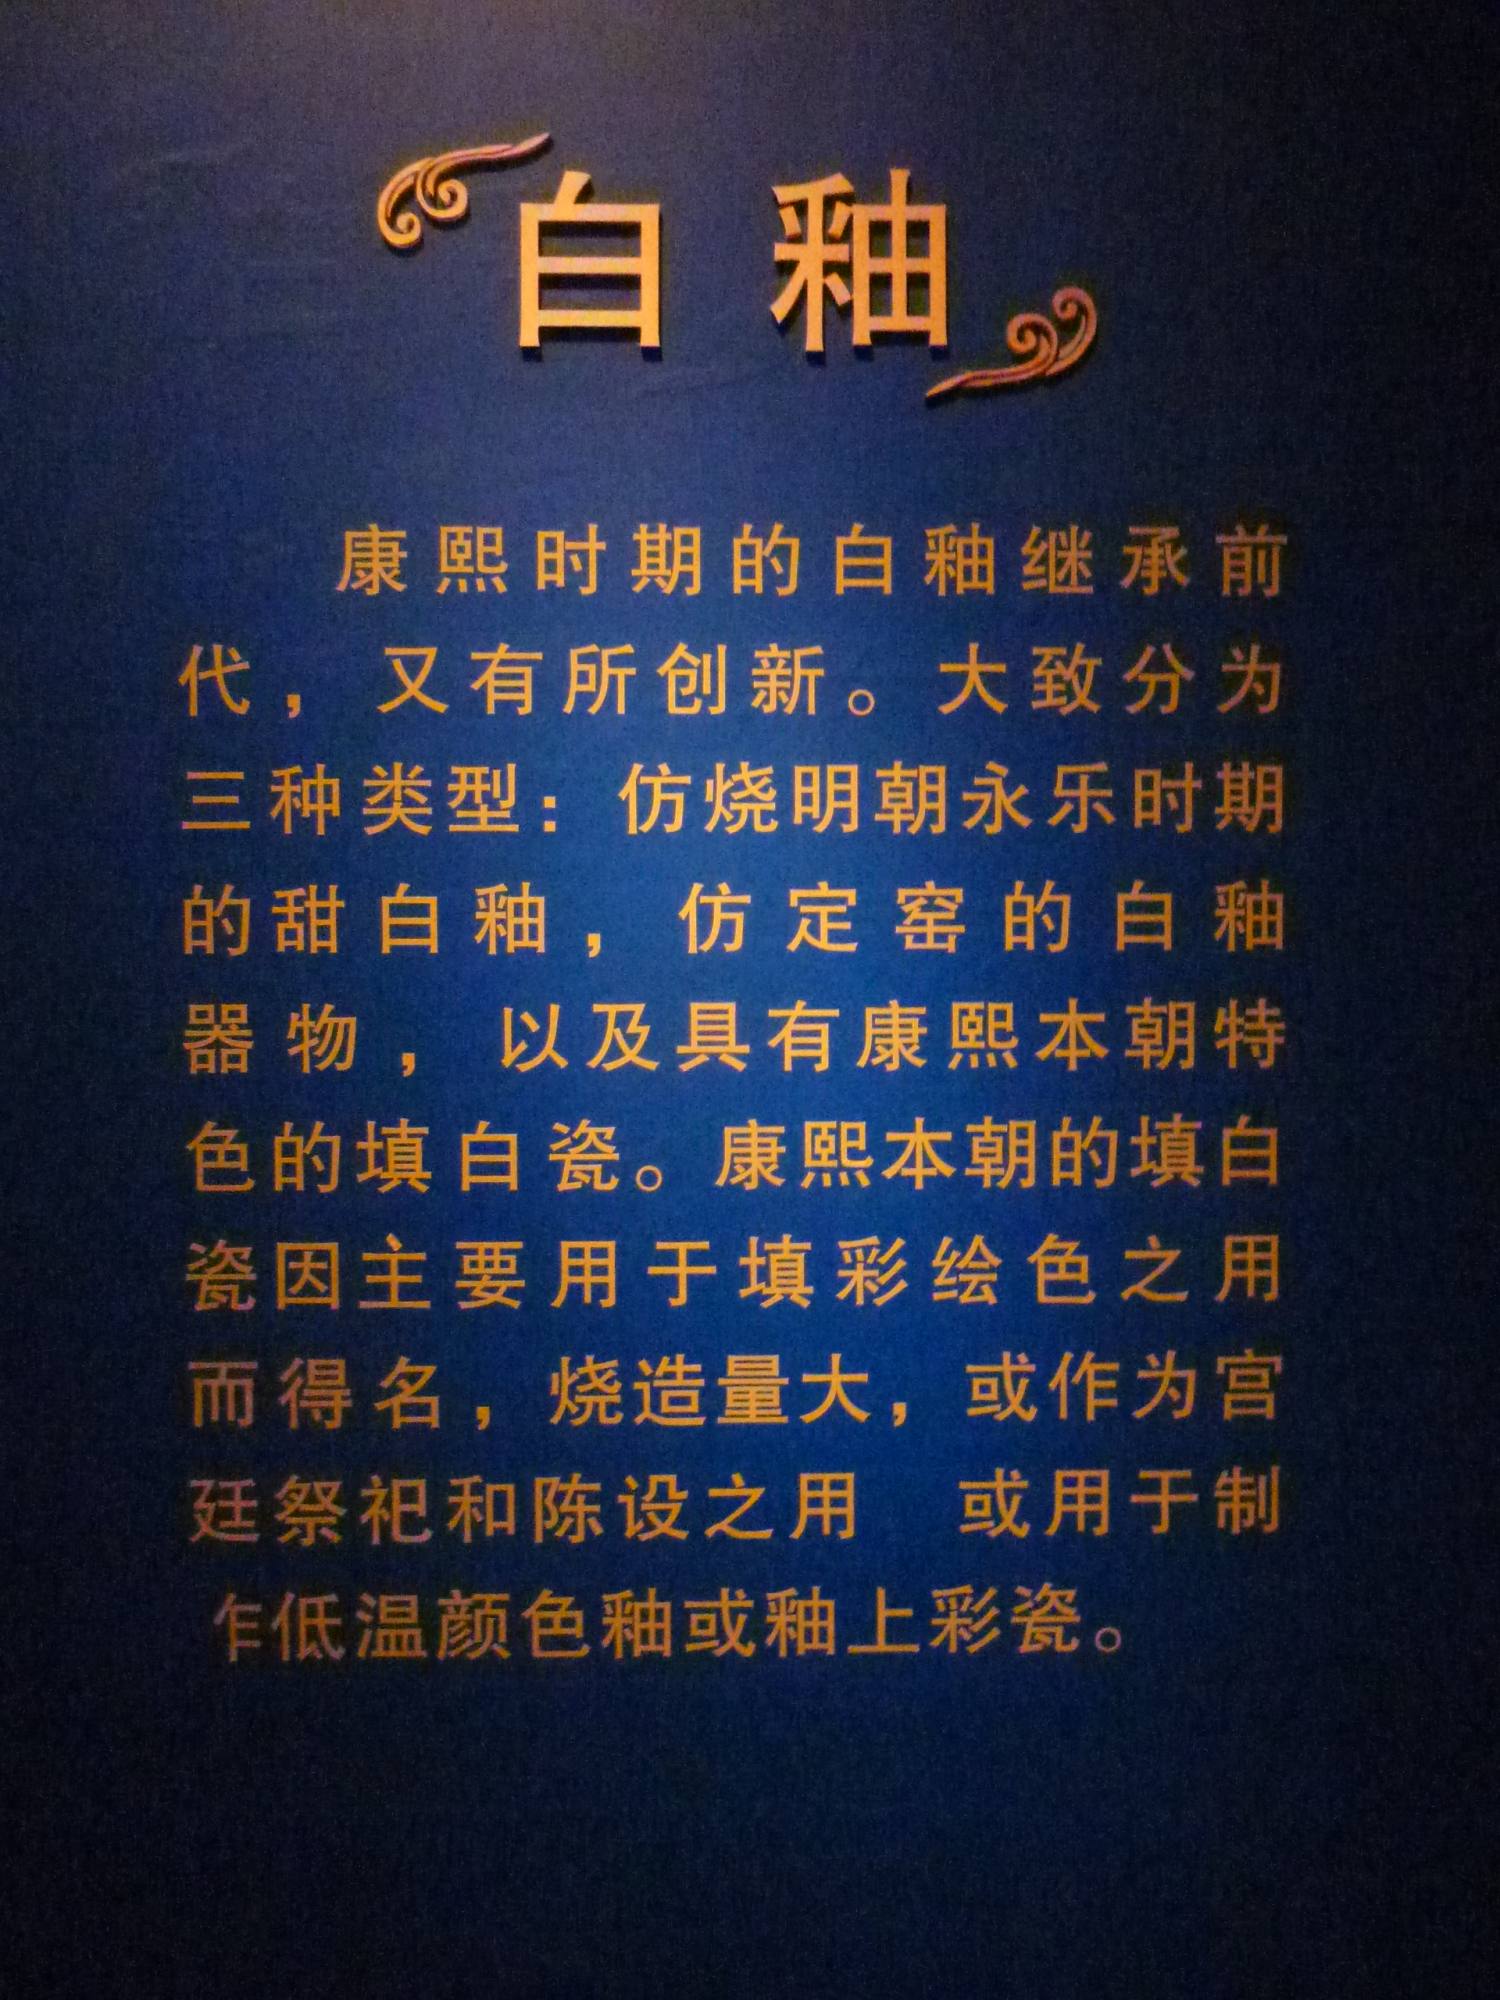 白釉
康熙时期的白釉继承前
代，又有所创新。大致分为
三种类型：仿烧明朝永乐时期
的甜白釉，仿定窑的白釉
器物，以及具有康熙本朝特
色的填白瓷。康熙本朝的填白
瓷因主要用于填彩绘色之用
而得名，烧造量大，或作为宫
廷祭祀和陈设之用 或用于制
乍低温颜色釉或釉上彩瓷。